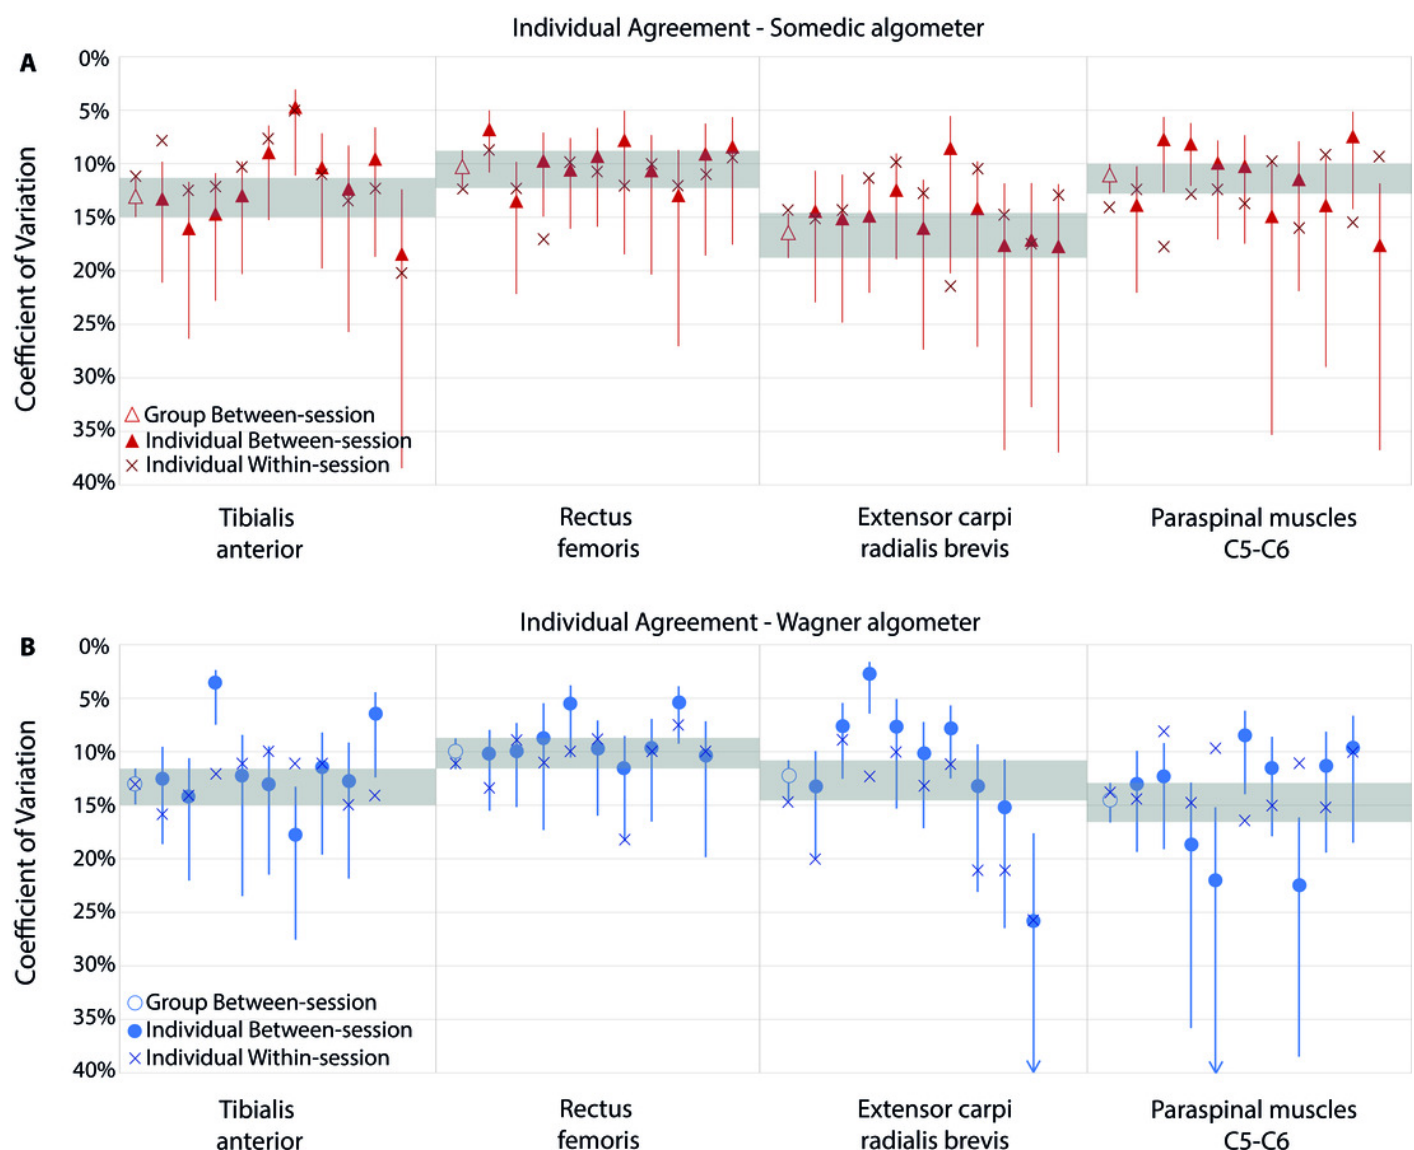 Individual Agreement - Somedic algometer
A
0%
5%
10%
15%
20%
25%
30%
35%
40%
Coefficient of Variation
Group Between-session
Individual Between-session
Individual Within-session
Tibialis
anterior
Rectus
femoris
Extensor carpi
radialis brevis
Paraspinal muscles
C5-C6
Individual Agreement - Wagner algometer
B
0%
5%
10%
15%
20%
25%
30%
35%
40%
Coefficient of Variation
Group Between-session
Individual Between-session
Individual Within-session
Tibialis
anterior
Rectus
femoris
Extensor carpi
radialis brevis
Paraspinal muscles
C5-C6